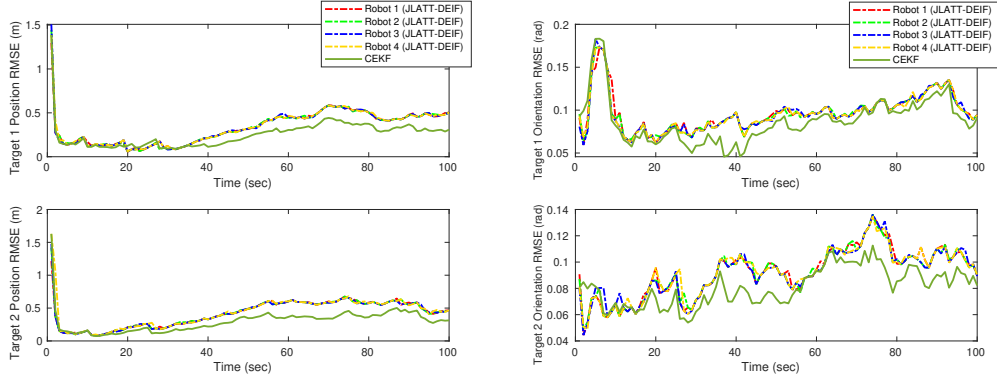 Robot 1 (JLATT-DEIF)
Robot 2 (JLATT-DEIF)
Robot 3 (JLATT-DEIF)
Robot 4 (JLATT-DEIF)
CEKF
Target 1 Position RMSE (m)
1.5
1
0.5
0
0 20 40 60 80 100
Time (sec)
Robot 1 (JLATT-DEIF)
Robot 2 (JLATT-DEIF)
Robot 3 (JLATT-DEIF)
Robot 4 (JLATT-DEIF)
CEKF
Target 1 Orientation RMSE (rad)
0.2
0.15
0.1
0.05
0 20 40 60 80 100
Time (sec)
Target 2 Position RMSE (m)
2
1.5
1
0.5
0
0 20 40 60 80 100
Time (sec)
Target 2 Orientation RMSE (rad)
0.14
0.12
0.1
0.08
0.06
0.04
0 20 40 60 80 100
Time (sec)